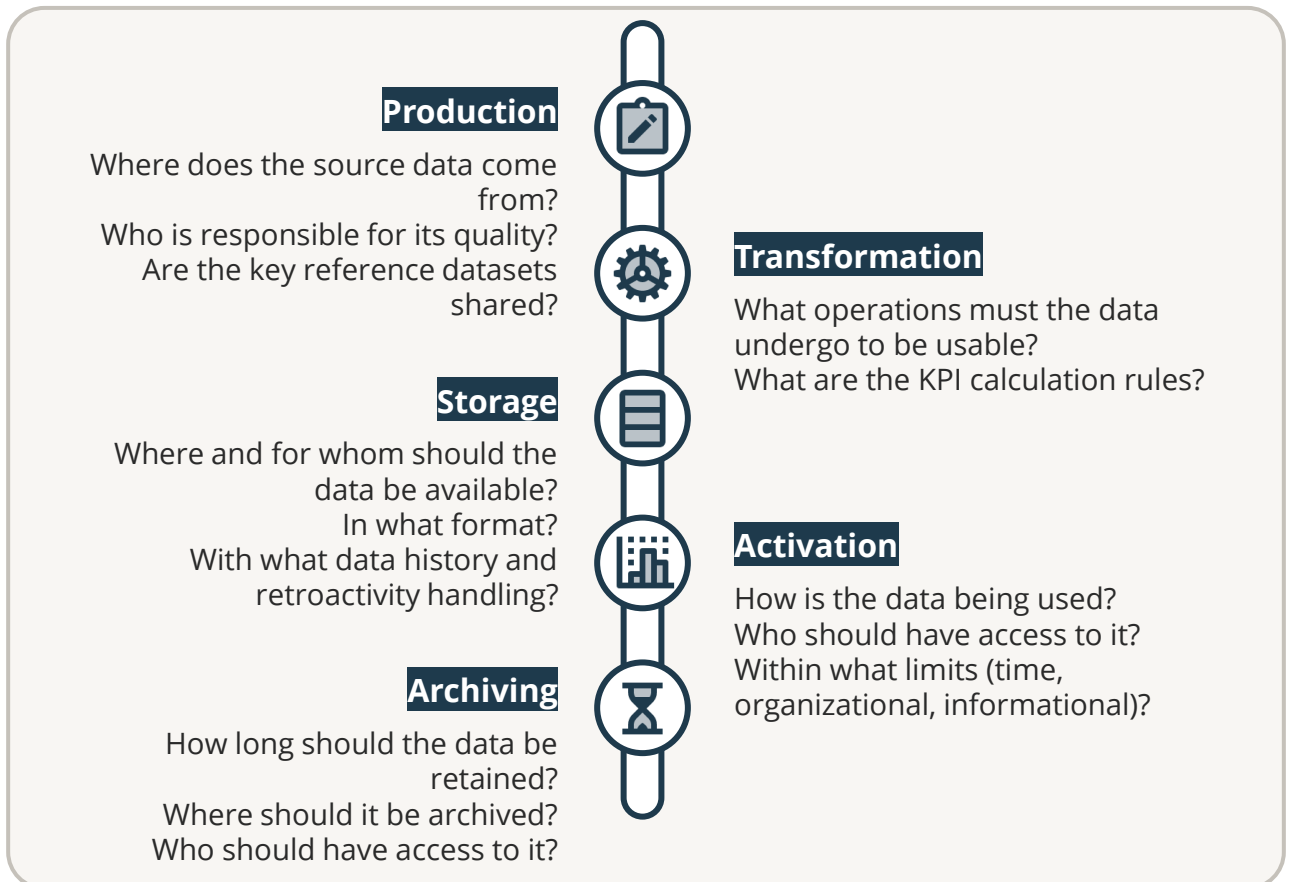 Production
Where does the source data come
from?
Who is responsible for its quality?
Are the key reference datasets
shared?
Transformation
What operations must the data
undergo to be usable?
What are the KPI calculation rules?
Storage
Where and for whom should the
data be available?
In what format?
With what data history and
retroactivity handling?
Activation
How is the data being used?
Who should have access to it?
Within what limits (time,
organizational, informational)?
Archiving
How long should the data be
retained?
Where should it be archived?
Who should have access to it?